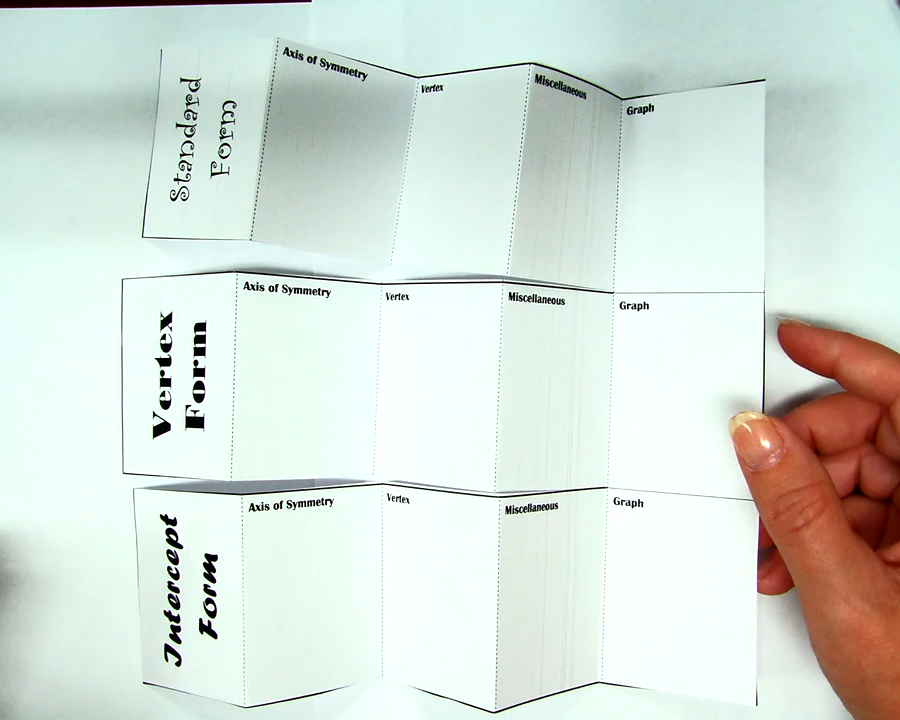 Standard
Form
Axis of Symmetry
Vertex
Miscellaneous
Graph
Vertex
Form
Axis of Symmetry
Vertex
Miscellaneous
Graph
Intercept
Form
Axis of Symmetry
Vertex
Miscellaneous
Graph